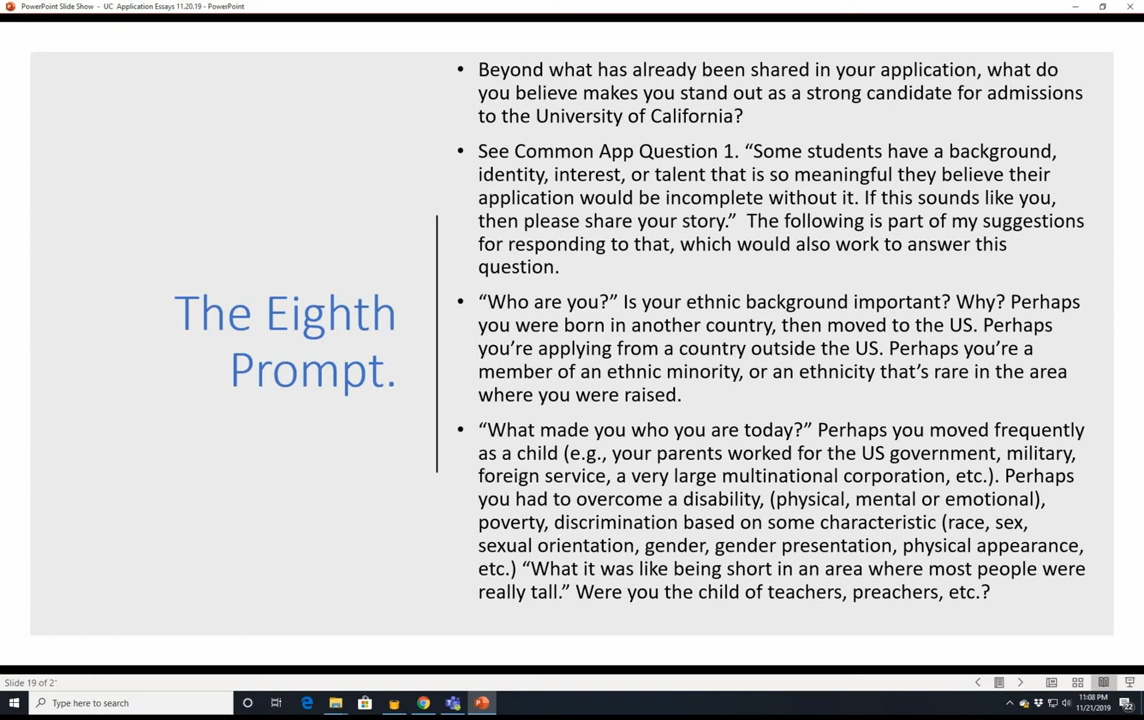 PowerPoint Slide Show - UC Application Essays 11.20.19 - PowerPoint
• Beyond what has already been shared in your application, what do
you believe makes you stand out as a strong candidate for admissions
to the University of California?
• See Common App Question 1. “Some students have a background,
identity, interest, or talent that is so meaningful they believe their
application would be incomplete without it. If this sounds like you,
then please share your story.” The following is part of my suggestions
for responding to that, which would also work to answer this
question.
The Eighth
Prompt.
• “Who are you?” Is your ethnic background important? Why? Perhaps
you were born in another country, then moved to the US. Perhaps
you’re applying from a country outside the US. Perhaps you’re a
member of an ethnic minority, or an ethnicity that’s rare in the area
where you were raised.
• “What made you who you are today?” Perhaps you moved frequently
as a child (e.g., your parents worked for the US government, military,
foreign service, a very large multinational corporation, etc.). Perhaps
you had to overcome a disability, (physical, mental or emotional),
poverty, discrimination based on some characteristic (race, sex,
sexual orientation, gender, gender presentation, physical appearance,
etc.) “What it was like being short in an area where most people were
really tall.” Were you the child of teachers, preachers, etc.?
Slide 19 of 2
Type here to search
11:08 PM
11/21/2019
22